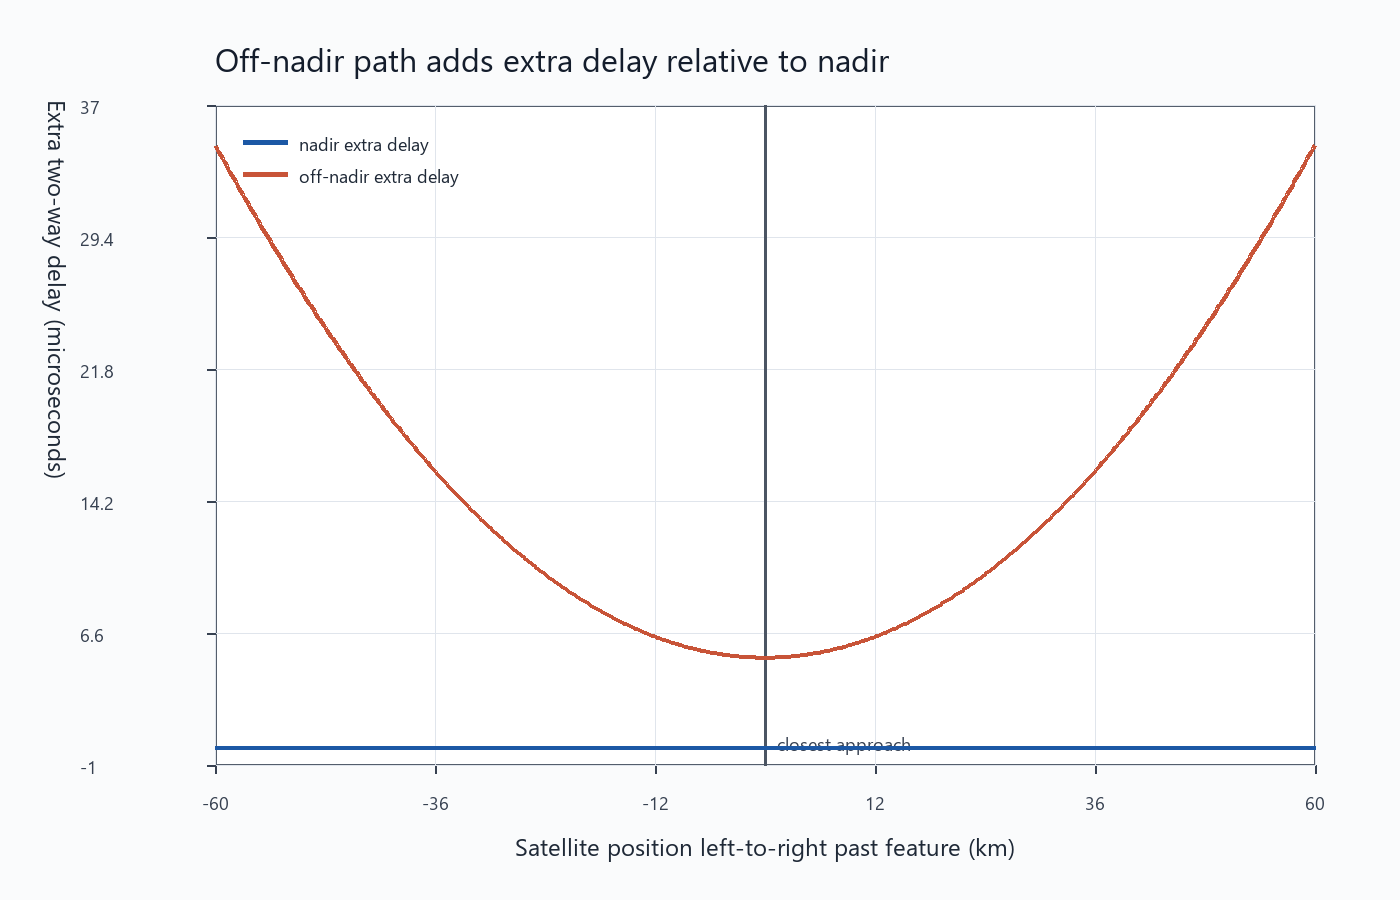 Off-nadir path adds extra delay relative to nadir
Extra two-way delay (microseconds)
37
29.4
21.8
14.2
6.6
-1
nadir extra delay
off-nadir extra delay
closest approach
-60
-36
-12
12
36
60
Satellite position left-to-right past feature (km)